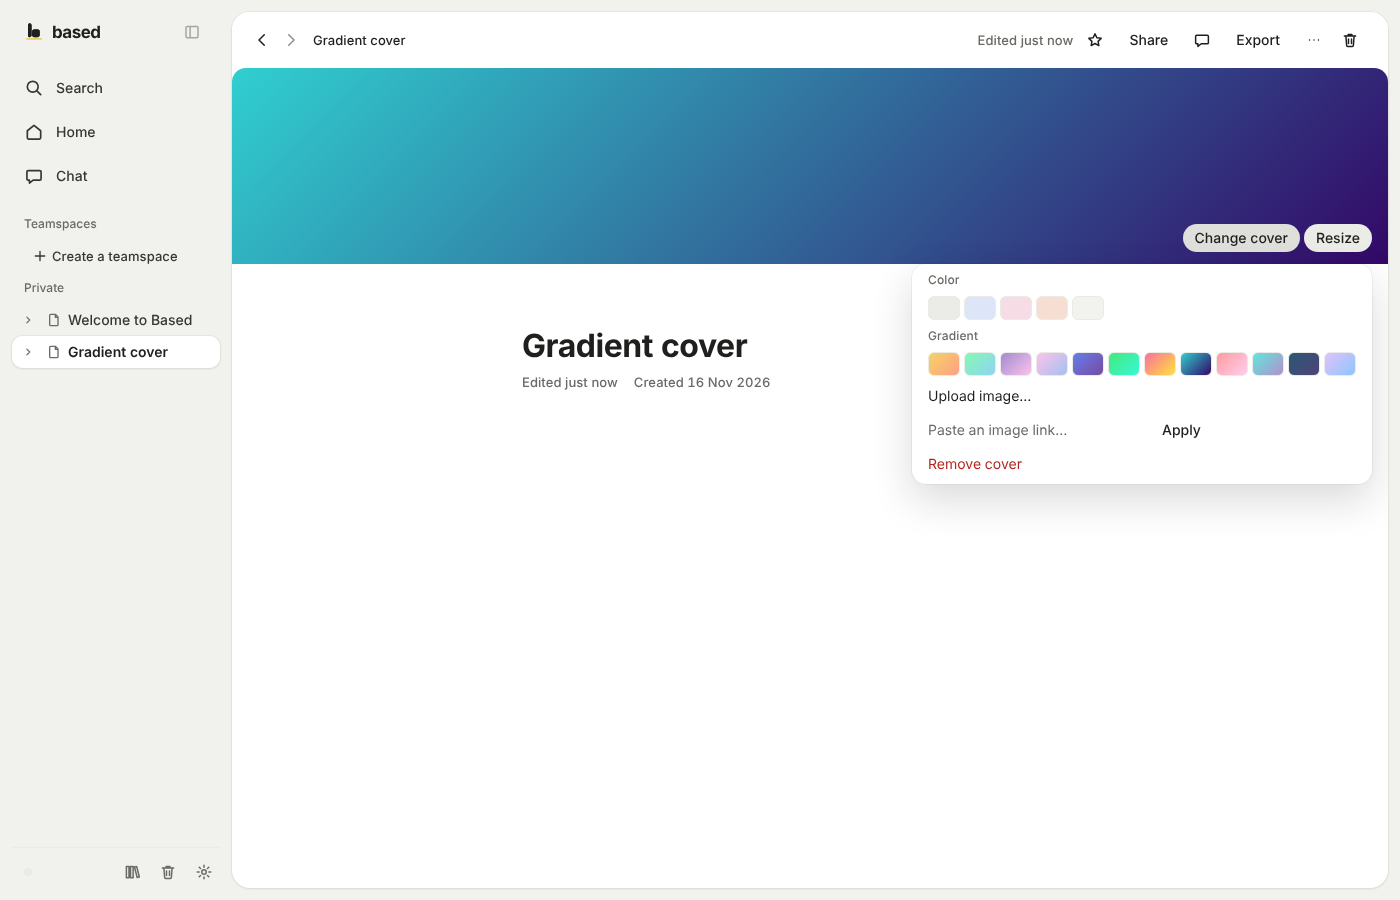 based
Search
Home
Chat
Teamspaces
Create a teamspace
Private
Welcome to Based
Gradient cover
Gradient cover
Edited just now
Share
Export
Change cover
Resize
Gradient cover
Edited just now Created 16 Nov 2026
Color
Gradient
Upload image...
Paste an image link...
Apply
Remove cover